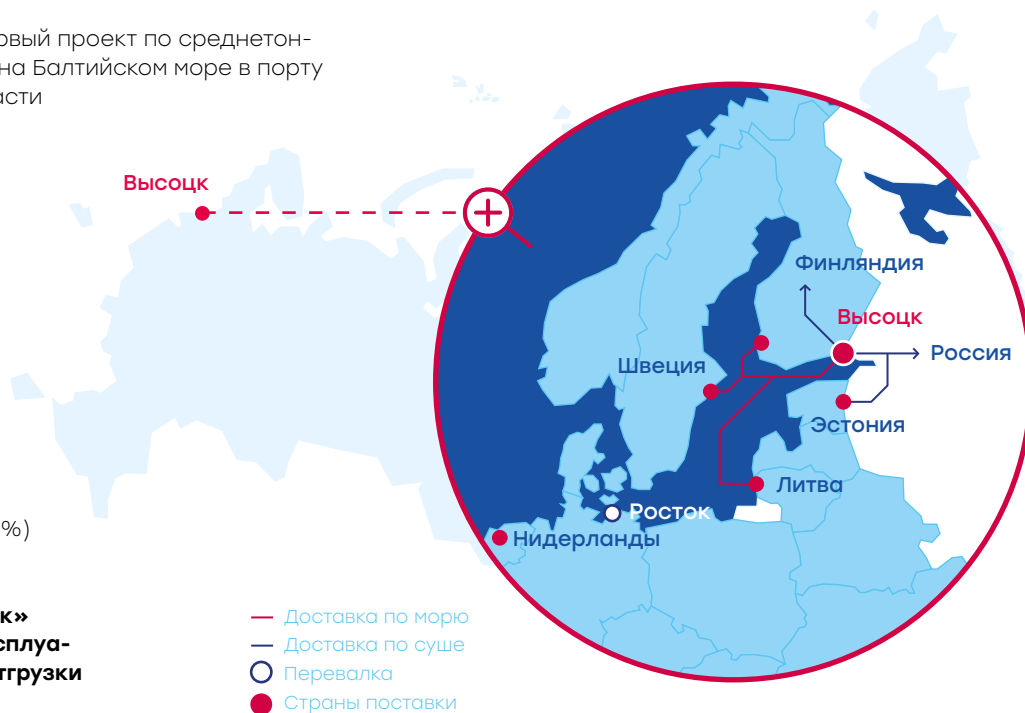 рвый проект по среднетон-
на Балтийском море в порту
асти
Высоцк
Финляндия
Высоцк
Россия
Швеция
Эстония
Литва
Росток
Нидерланды
%)
к»
сплуа-
тгрузки
Доставка по морю
Доставка по суше
Перевалка
Страны поставки